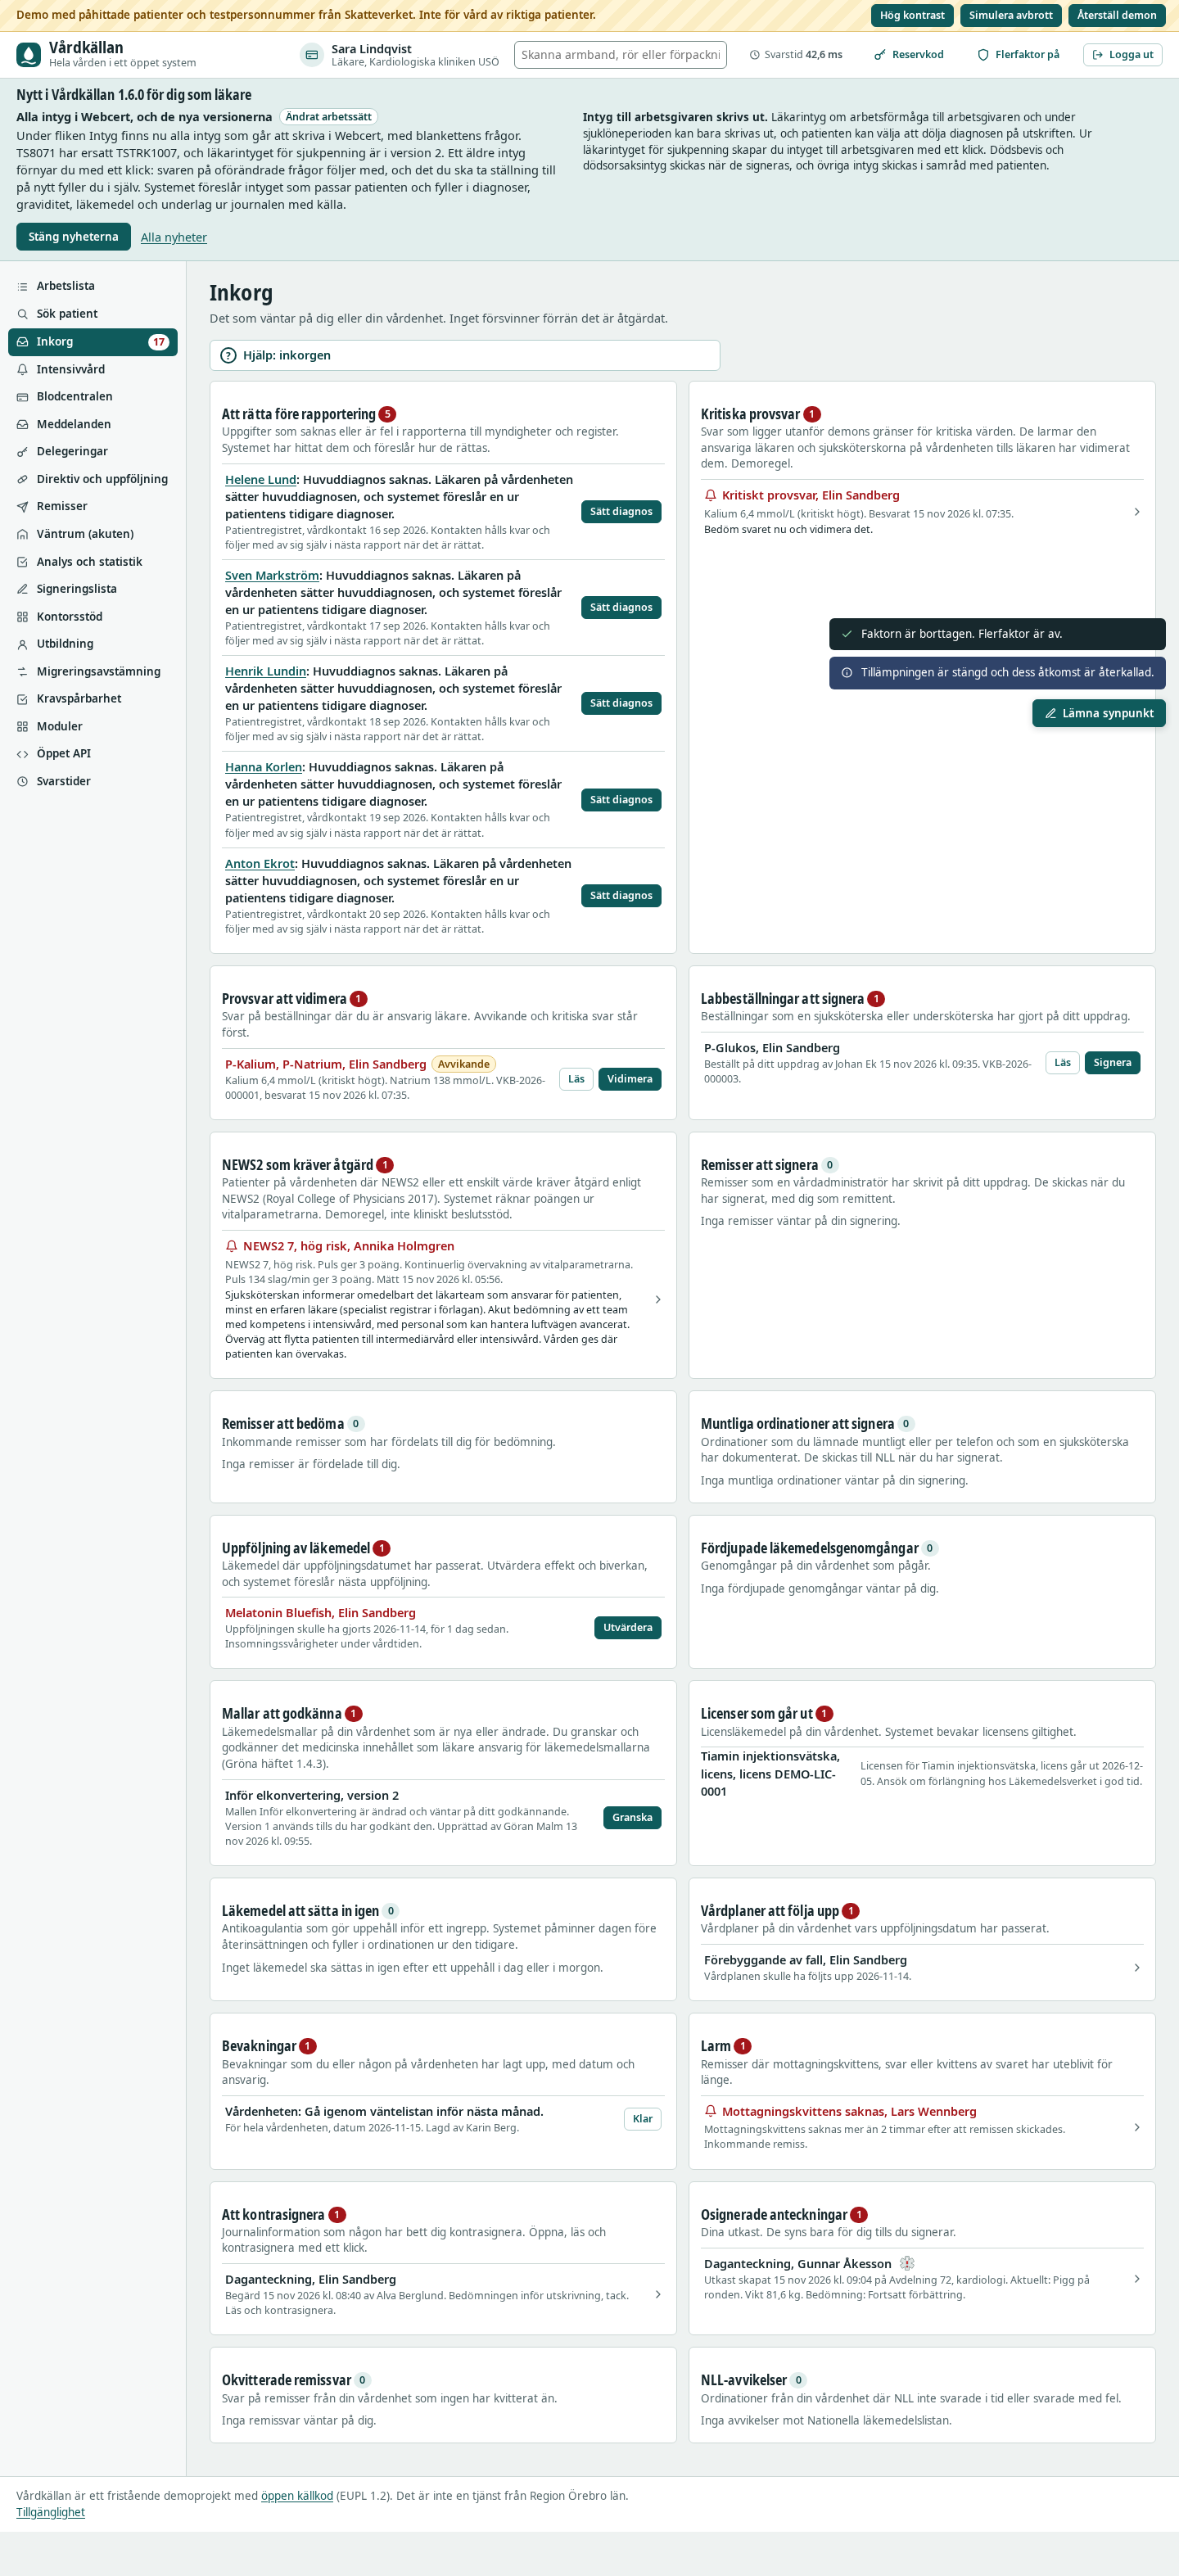 Demo med påhittade patienter och testpersonnummer från Skatteverket. Inte för vård av riktiga patienter.
Hög kontrast
Simulera avbrott
Återställ demon
Vårdkällan
Hela vården i ett öppet system
Sara Lindqvist
Läkare, Kardiologiska kliniken USÖ
Skanna armband, rör eller förpackni
Svarstid 42,6 ms
Reservkod
Flerfaktor på
Logga ut
Nytt i Vårdkällan 1.6.0 för dig som läkare
Alla intyg i Webcert, och de nya versionerna
Ändrat arbetssätt
Under fliken Intyg finns nu alla intyg som går att skriva i Webcert, med blankettens frågor.
TS8071 har ersatt TSTRK1007, och läkarintyget för sjukpenning är i version 2. Ett äldre intyg
förnyar du med ett klick: svaren på oförändrade frågor följer med, och det du ska ta ställning till
på nytt fyller du i själv. Systemet föreslår intyget som passar patienten och fyller i diagnoser,
graviditet, läkemedel och underlag ur journalen med källa.
Intyg till arbetsgivaren skrivs ut. Läkarintyg om arbetsförmåga till arbetsgivaren och under
sjuklöneperioden kan bara skrivas ut, och patienten kan välja att dölja diagnosen på utskriften. Ur
läkarintyget för sjukpenning skapar du intyget till arbetsgivaren med ett klick. Dödsbevis och
dödsorsaksintyg skickas när de signeras, och övriga intyg skickas i samråd med patienten.
Stäng nyheterna
Alla nyheter
Arbetslista
Sök patient
Inkorg
17
Intensivvård
Blodcentralen
Meddelanden
Delegeringar
Direktiv och uppföljning
Remisser
Väntrum (akuten)
Analys och statistik
Signeringslista
Kontorsstöd
Utbildning
Migreringsavstämning
Kravspårbarhet
Moduler
Öppet API
Svarstider
Inkorg
Det som väntar på dig eller din vårdenhet. Inget försvinner förrän det är åtgärdat.
? Hjälp: inkorgen
Att rätta före rapportering 5
Uppgifter som saknas eller är fel i rapporterna till myndigheter och register.
Systemet har hittat dem och föreslår hur de rättas.
Helene Lund: Huvuddiagnos saknas. Läkaren på vårdenheten
sätter huvuddiagnosen, och systemet föreslår en ur
patientens tidigare diagnoser.
Patientregistret, vårdkontakt 16 sep 2026. Kontakten hålls kvar och
följer med av sig själv i nästa rapport när det är rättat.
Sätt diagnos
Sven Markström: Huvuddiagnos saknas. Läkaren på
vårdenheten sätter huvuddiagnosen, och systemet föreslår
en ur patientens tidigare diagnoser.
Patientregistret, vårdkontakt 17 sep 2026. Kontakten hålls kvar och
följer med av sig själv i nästa rapport när det är rättat.
Sätt diagnos
Henrik Lundin: Huvuddiagnos saknas. Läkaren på
vårdenheten sätter huvuddiagnosen, och systemet föreslår
en ur patientens tidigare diagnoser.
Patientregistret, vårdkontakt 18 sep 2026. Kontakten hålls kvar och
följer med av sig själv i nästa rapport när det är rättat.
Sätt diagnos
Hanna Korlen: Huvuddiagnos saknas. Läkaren på
vårdenheten sätter huvuddiagnosen, och systemet föreslår
en ur patientens tidigare diagnoser.
Patientregistret, vårdkontakt 19 sep 2026. Kontakten hålls kvar och
följer med av sig själv i nästa rapport när det är rättat.
Sätt diagnos
Anton Ekrot: Huvuddiagnos saknas. Läkaren på vårdenheten
sätter huvuddiagnosen, och systemet föreslår en ur
patientens tidigare diagnoser.
Patientregistret, vårdkontakt 20 sep 2026. Kontakten hålls kvar och
följer med av sig själv i nästa rapport när det är rättat.
Sätt diagnos
Kritiska provsvar 1
Svar som ligger utanför demons gränser för kritiska värden. De larmar den
ansvariga läkaren och sjuksköterskorna på vårdenheten tills läkaren har vidimerat
dem. Demoregel.
Kritiskt provsvar, Elin Sandberg
Kalium 6,4 mmol/L (kritiskt högt). Besvarat 15 nov 2026 kl. 07:35.
Bedöm svaret nu och vidimera det.
Faktorn är borttagen. Flerfaktor är av.
Tillämpningen är stängd och dess åtkomst är återkallad.
Lämna synpunkt
Provsvar att vidimera 1
Svar på beställningar där du är ansvarig läkare. Avvikande och kritiska svar står
först.
P-Kalium, P-Natrium, Elin Sandberg
Avvikande
Kalium 6,4 mmol/L (kritiskt högt). Natrium 138 mmol/L. VKB-2026-
000001, besvarat 15 nov 2026 kl. 07:35.
Läs
Vidimera
Labbeställningar att signera 1
Beställningar som en sjuksköterska eller undersköterska har gjort på ditt uppdrag.
P-Glukos, Elin Sandberg
Beställt på ditt uppdrag av Johan Ek 15 nov 2026 kl. 09:35. VKB-2026-
000003.
Läs
Signera
NEWS2 som kräver åtgärd 1
Patienter på vårdenheten där NEWS2 eller ett enskilt värde kräver åtgärd enligt
NEWS2 (Royal College of Physicians 2017). Systemet räknar poängen ur
vitalparametrarna. Demoregel, inte kliniskt beslutsstöd.
NEWS2 7, hög risk, Annika Holmgren
NEWS2 7, hög risk. Puls ger 3 poäng. Kontinuerlig övervakning av vitalparametrarna.
Puls 134 slag/min ger 3 poäng. Mätt 15 nov 2026 kl. 05:56.
Sjuksköterskan informerar omedelbart det läkarteam som ansvarar för patienten,
minst en erfaren läkare (specialist registrar i förlagan). Akut bedömning av ett team
med kompetens i intensivvård, med personal som kan hantera luftvägen avancerat.
Överväg att flytta patienten till intermediärvård eller intensivvård. Vården ges där
patienten kan övervakas.
Remisser att signera 0
Remisser som en vårdadministratör har skrivit på ditt uppdrag. De skickas när du
har signerat, med dig som remittent.
Inga remisser väntar på din signering.
Remisser att bedöma 0
Inkommande remisser som har fördelats till dig för bedömning.
Inga remisser är fördelade till dig.
Muntliga ordinationer att signera 0
Ordinationer som du lämnade muntligt eller per telefon och som en sjuksköterska
har dokumenterat. De skickas till NLL när du har signerat.
Inga muntliga ordinationer väntar på din signering.
Uppföljning av läkemedel 1
Läkemedel där uppföljningsdatumet har passerat. Utvärdera effekt och biverkan,
och systemet föreslår nästa uppföljning.
Melatonin Bluefish, Elin Sandberg
Uppföljningen skulle ha gjorts 2026-11-14, för 1 dag sedan.
Insomningssvårigheter under vårdtiden.
Utvärdera
Fördjupade läkemedelsgenomgångar 0
Genomgångar på din vårdenhet som pågår.
Inga fördjupade genomgångar väntar på dig.
Mallar att godkänna 1
Läkemedelsmallar på din vårdenhet som är nya eller ändrade. Du granskar och
godkänner det medicinska innehållet som läkare ansvarig för läkemedelsmallarna
(Gröna häftet 1.4.3).
Inför elkonvertering, version 2
Mallen Inför elkonvertering är ändrad och väntar på ditt godkännande.
Version 1 används tills du har godkänt den. Upprättad av Göran Malm 13
nov 2026 kl. 09:55.
Granska
Licenser som går ut 1
Licensläkemedel på din vårdenhet. Systemet bevakar licensens giltighet.
Tiamin injektionsvätska,
licens, licens DEMO-LIC-
0001
Licensen för Tiamin injektionsvätska, licens går ut 2026-12-
05. Ansök om förlängning hos Läkemedelsverket i god tid.
Läkemedel att sätta in igen 0
Antikoagulantia som gör uppehåll inför ett ingrepp. Systemet påminner dagen före
återinsättningen och fyller i ordinationen ur den tidigare.
Inget läkemedel ska sättas in igen efter ett uppehåll i dag eller i morgon.
Vårdplaner att följa upp 1
Vårdplaner på din vårdenhet vars uppföljningsdatum har passerat.
Förebyggande av fall, Elin Sandberg
Vårdplanen skulle ha följts upp 2026-11-14.
Bevakningar 1
Bevakningar som du eller någon på vårdenheten har lagt upp, med datum och
ansvarig.
Vårdenheten: Gå igenom väntelistan inför nästa månad.
För hela vårdenheten, datum 2026-11-15. Lagd av Karin Berg.
Klar
Larm 1
Remisser där mottagningskvittens, svar eller kvittens av svaret har uteblivit för
länge.
Mottagningskvittens saknas, Lars Wennberg
Mottagningskvittens saknas mer än 2 timmar efter att remissen skickades.
Inkommande remiss.
Att kontrasignera 1
Journalinformation som någon har bett dig kontrasignera. Öppna, läs och
kontrasignera med ett klick.
Daganteckning, Elin Sandberg
Begärd 15 nov 2026 kl. 08:40 av Alva Berglund. Bedömningen inför utskrivning, tack.
Läs och kontrasignera.
Osignerade anteckningar 1
Dina utkast. De syns bara för dig tills du signerar.
Daganteckning, Gunnar Åkesson
Utkast skapat 15 nov 2026 kl. 09:04 på Avdelning 72, kardiologi. Aktuellt: Pigg på
ronden. Vikt 81,6 kg. Bedömning: Fortsatt förbättring.
Okvitterade remissvar 0
Svar på remisser från din vårdenhet som ingen har kvitterat än.
Inga remissvar väntar på dig.
NLL-avvikelser 0
Ordinationer från din vårdenhet där NLL inte svarade i tid eller svarade med fel.
Inga avvikelser mot Nationella läkemedelslistan.
Vårdkällan är ett fristående demoprojekt med öppen källkod (EUPL 1.2). Det är inte en tjänst från Region Örebro län.
Tillgänglighet